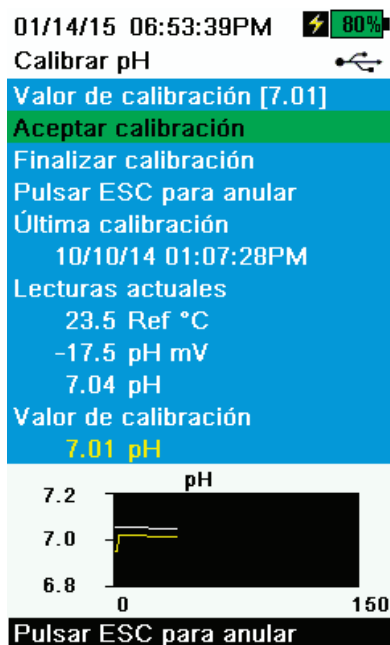 01/14/15 06:53:39PM 80%
Calibrar pH
Valor de calibración [7.01]
Aceptar calibración
Finalizar calibración
Pulsar ESC para anular
Última calibración
10/10/14 01:07:28PM
Lecturas actuales
23.5 Ref °C
-17.5 pH mV
7.04 pH
Valor de calibración
7.01 pH
pH
7.2
7.0
6.8
0 150
Pulsar ESC para anular